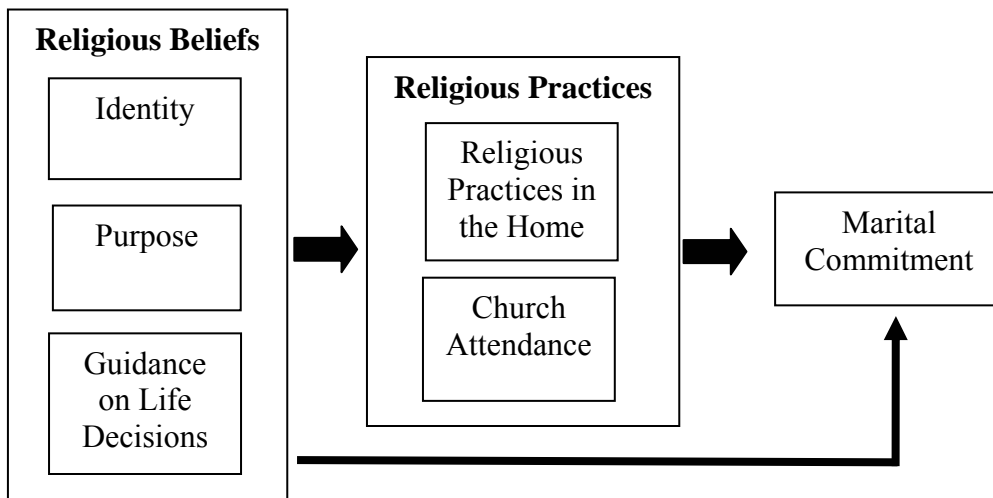 Religious Beliefs
Identity
Purpose
Guidance
on Life
Decisions
Religious Practices
Religious
Practices in
the Home
Church
Attendance
Marital
Commitment